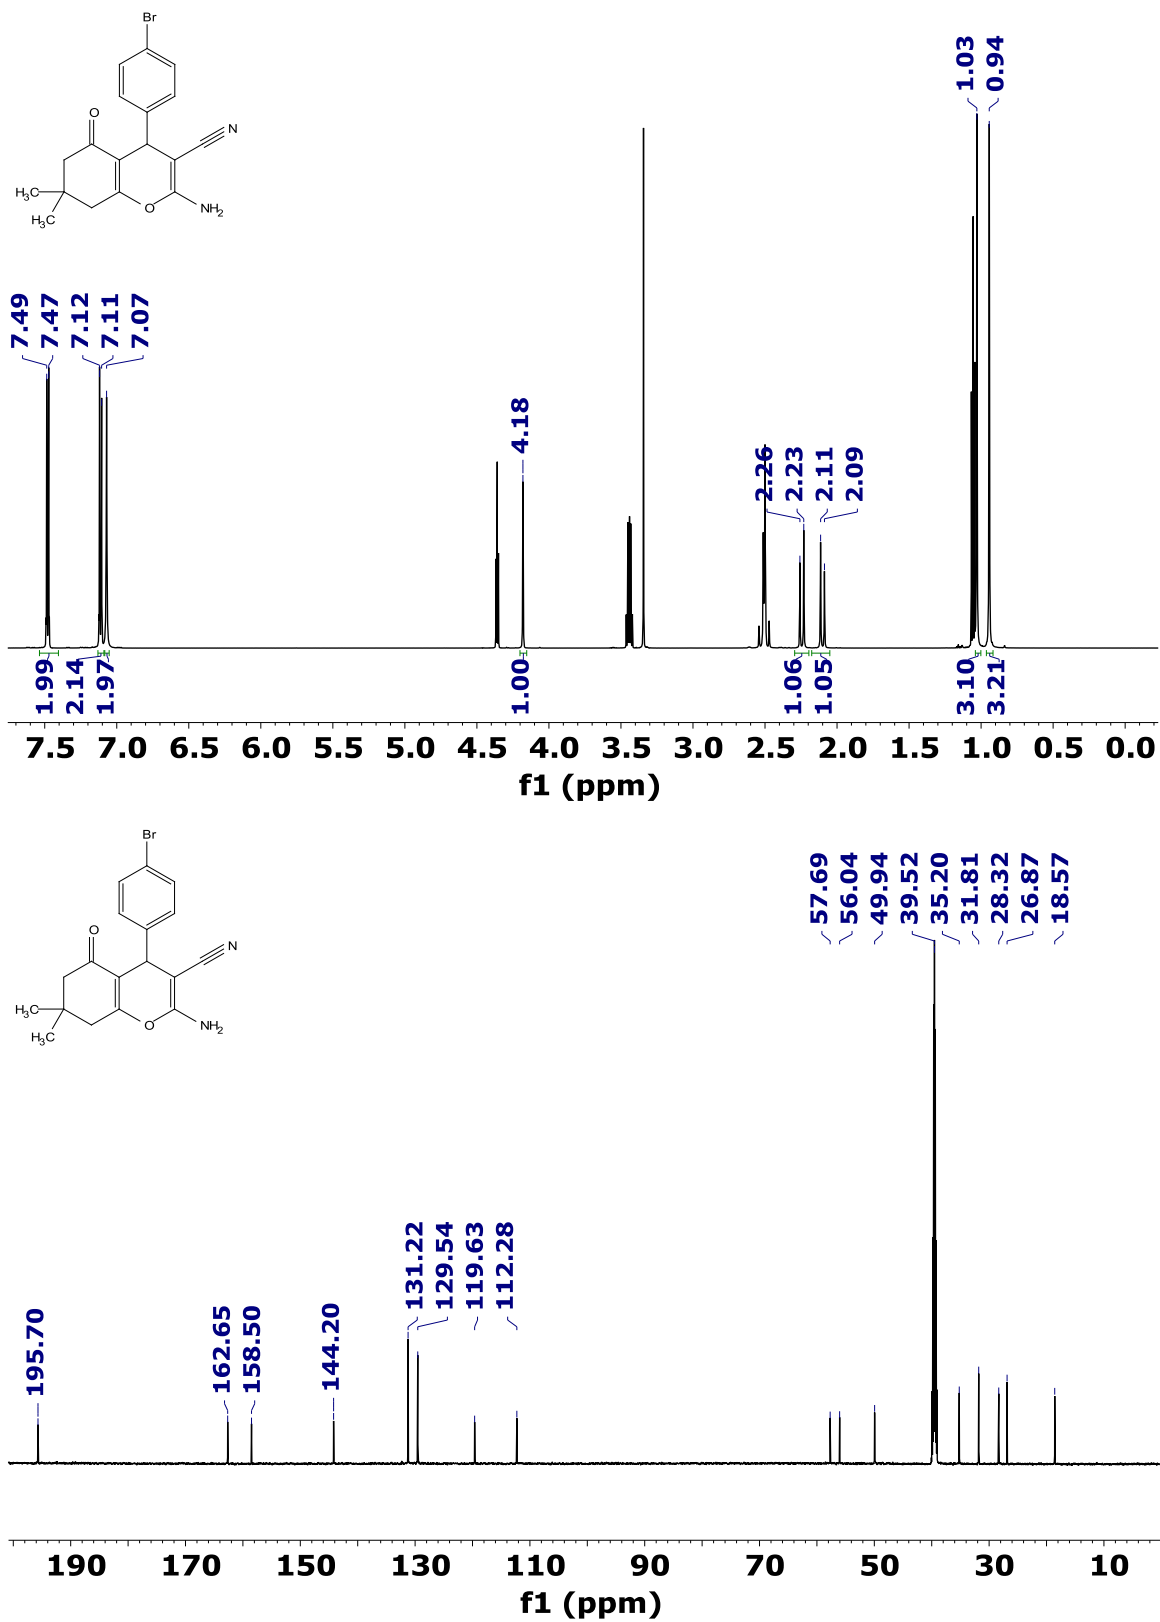 Br
O
N
H₃C
H₃C
O
NH₂
1.03
0.94
7.49
7.47
7.12
7.11
7.07
4.18
2.26
2.23
2.11
2.09
1.99
2.14
1.97
1.00
1.06
1.05
3.10
3.21
7.5 7.0 6.5 6.0 5.5 5.0 4.5 4.0 3.5 3.0 2.5 2.0 1.5 1.0 0.5 0.0
f1 (ppm)
Br
O
N
H₃C
H₃C
O
NH₂
57.69
56.04
49.94
39.52
35.20
31.81
28.32
26.87
18.57
195.70
162.65
158.50
144.20
131.22
129.54
119.63
112.28
190 170 150 130 110 90 70 50 30 10
f1 (ppm)